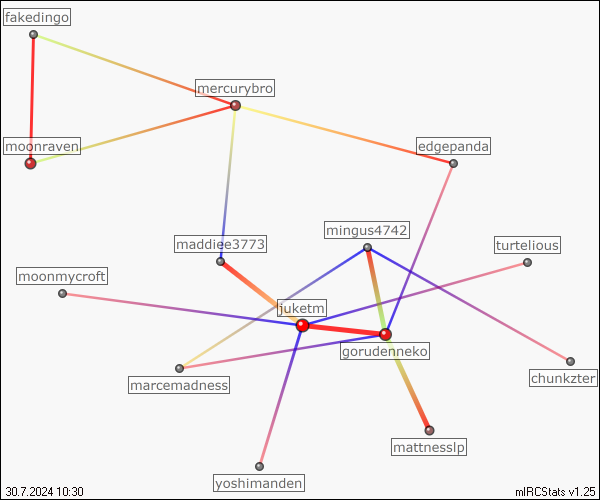 fakedingo
mercurybro
moonraven
edgepanda
mingus4742
maddiee3773
turtelious
moonmycroft
juketm
gorudenneko
marcemadness
chunkzter
mattnesslp
yoshimanden
30.7.2024 10:30
mIRCStats v1.25